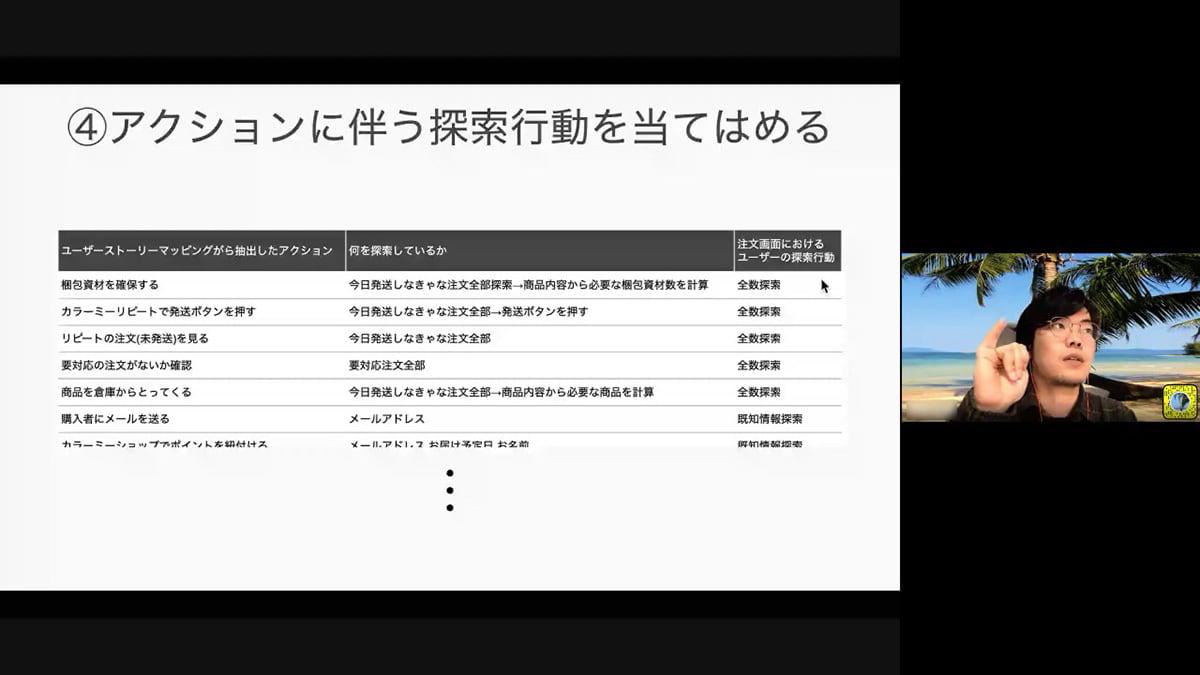 ④アクションに伴う探索行動を当てはめる
ユーザーストーリーマッピングがら抽出したアクション 何を探索しているか 注文画面における
ユーザーの探索行動
梱包資材を確保する 今日発送しなきゃな注文全部探索→商品内容から必要な梱包資材数を計算 全数探索
カラーミーリピートで発送ボタンを押す 今日発送しなきゃな注文全部→発送ボタンを押す 全数探索
リピートの注文(未発送)を見る 今日発送しなきゃな注文全部 全数探索
要対応の注文がないか確認 要対応注文全部 全数探索
商品を倉庫からとってくる 今日発送しなきゃな注文全部→商品内容から必要な商品を計算 全数探索
購入者にメールを送る メールアドレス 既知情報探索
カラーミーショップでポイントを紐付ける メールアドレス お届け予定日 お名前 既知情報探索